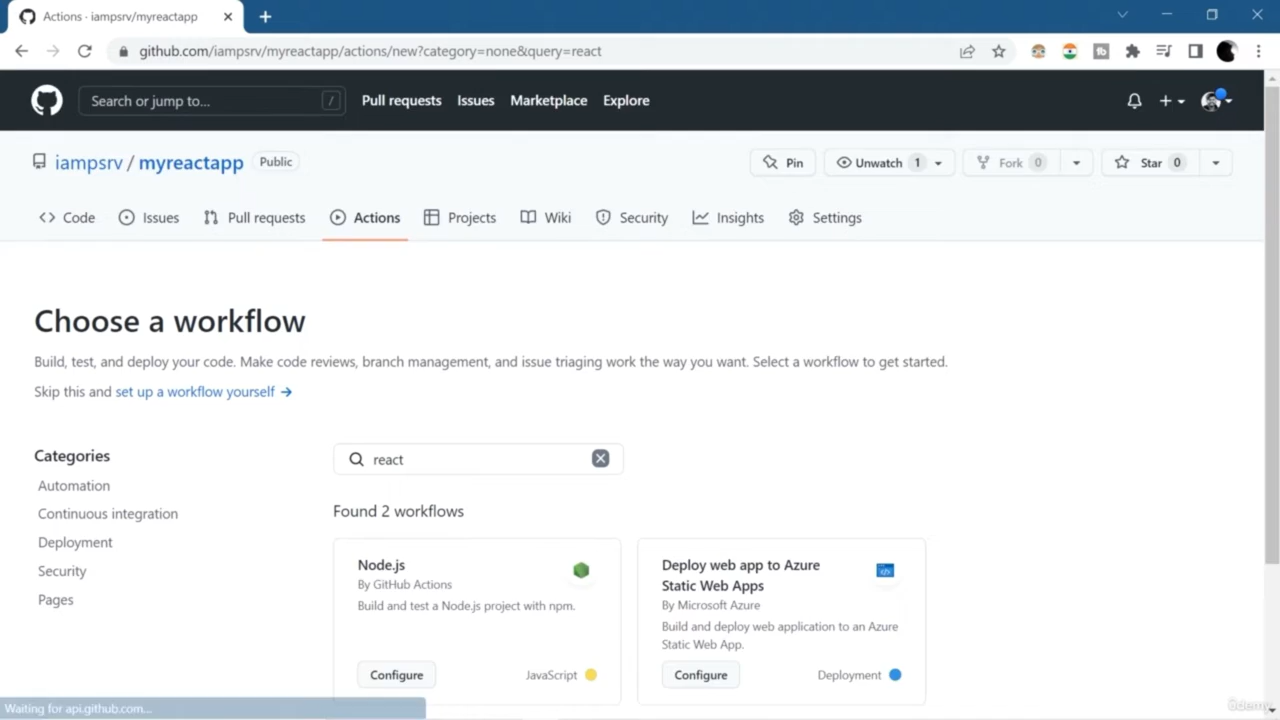 Actions · iampsrv/myreactapp
github.com/iampsrv/myreactapp/actions/new?category=none&query=react
Search or jump to... /
Pull requests Issues Marketplace Explore
iampsrv / myreactapp Public
Pin Unwatch 1 Fork 0 Star 0
Code Issues Pull requests Actions Projects Wiki Security Insights Settings
Choose a workflow
Build, test, and deploy your code. Make code reviews, branch management, and issue triaging work the way you want. Select a workflow to get started.
Skip this and set up a workflow yourself →
Categories
Automation
Continuous integration
Deployment
Security
Pages
react
Found 2 workflows
Node.js
By GitHub Actions
Build and test a Node.js project with npm.
Configure JavaScript
Deploy web app to Azure
Static Web Apps
By Microsoft Azure
Build and deploy web application to an Azure
Static Web App.
Configure Deployment
Waiting for api.github.com...
ûdemy